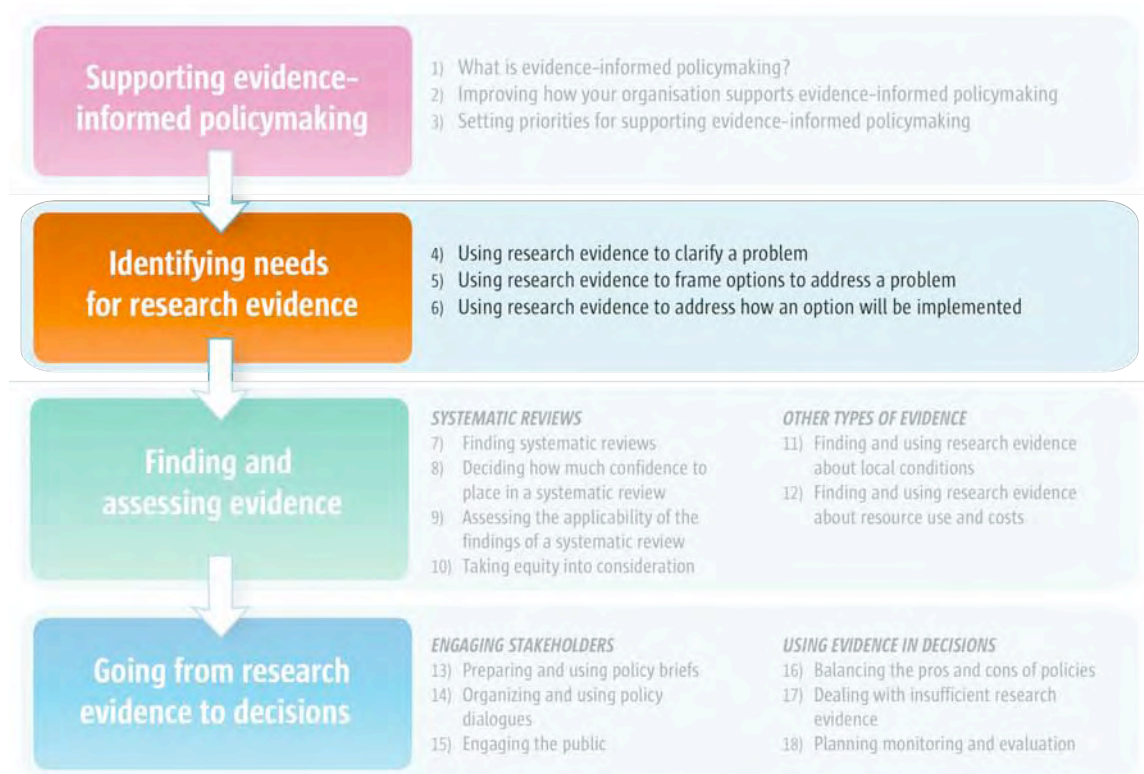 Supporting evidence-
informed policymaking
1) What is evidence-informed policymaking?
2) Improving how your organisation supports evidence-informed policymaking
3) Setting priorities for supporting evidence-informed policymaking
Identifying needs
for research evidence
4) Using research evidence to clarify a problem
5) Using research evidence to frame options to address a problem
6) Using research evidence to address how an option will be implemented
Finding and
assessing evidence
SYSTEMATIC REVIEWS
7) Finding systematic reviews
8) Deciding how much confidence to
place in a systematic review
9) Assessing the applicability of the
findings of a systematic review
10) Taking equity into consideration
OTHER TYPES OF EVIDENCE
11) Finding and using research evidence
about local conditions
12) Finding and using research evidence
about resource use and costs
Going from research
evidence to decisions
ENGAGING STAKEHOLDERS
13) Preparing and using policy briefs
14) Organizing and using policy
dialogues
15) Engaging the public
USING EVIDENCE IN DECISIONS
16) Balancing the pros and cons of policies
17) Dealing with insufficient research
evidence
18) Planning monitoring and evaluation